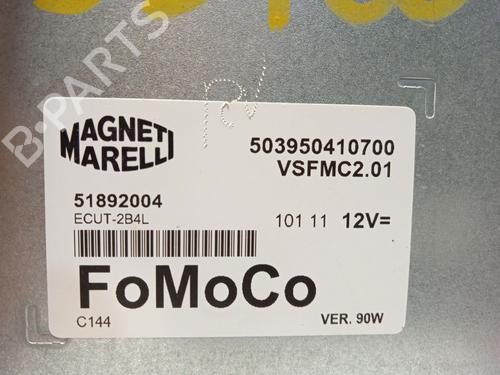 B-PARTS
MAGNETI
MARELLI
503950410700
VSFMC2.01
51892004
ECUT-2B4L
101 11 12V=
FoMoCo
C144
VER. 90W